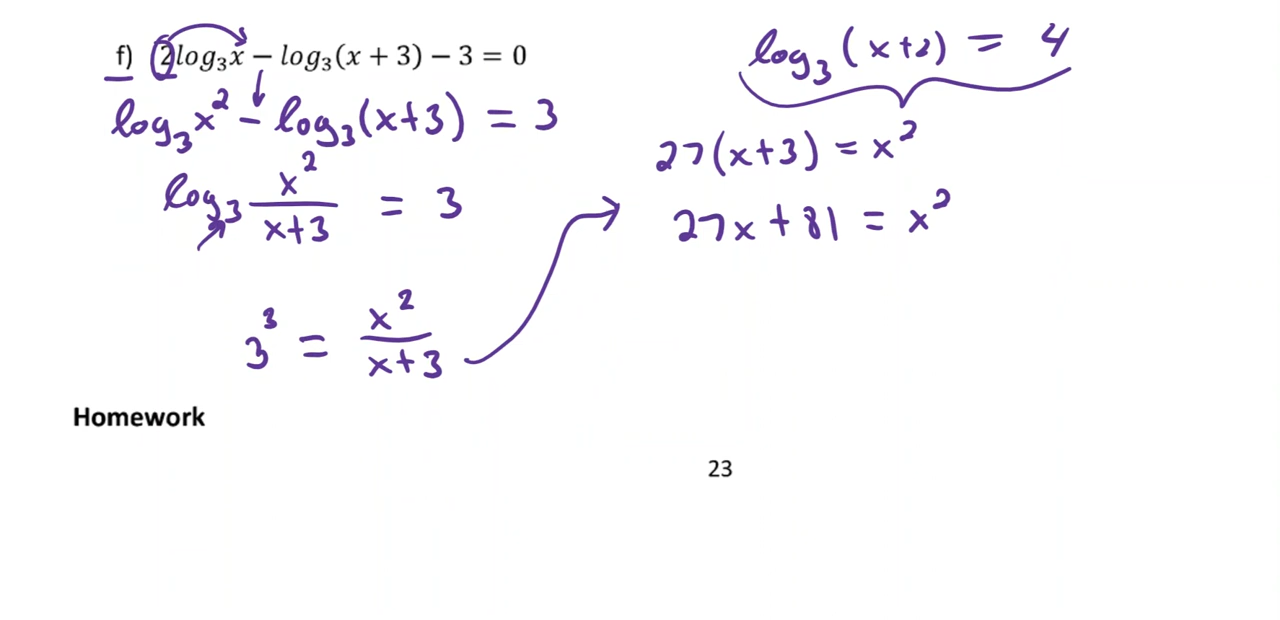 f) 2log₃x − log₃(x + 3) − 3 = 0
log₃x² − log₃(x+3) = 3
log₃ x²/(x+3) = 3
3³ = x²/(x+3)
log₃(x+2) = 4
27(x+3) = x²
27x + 81 = x²
Homework
23